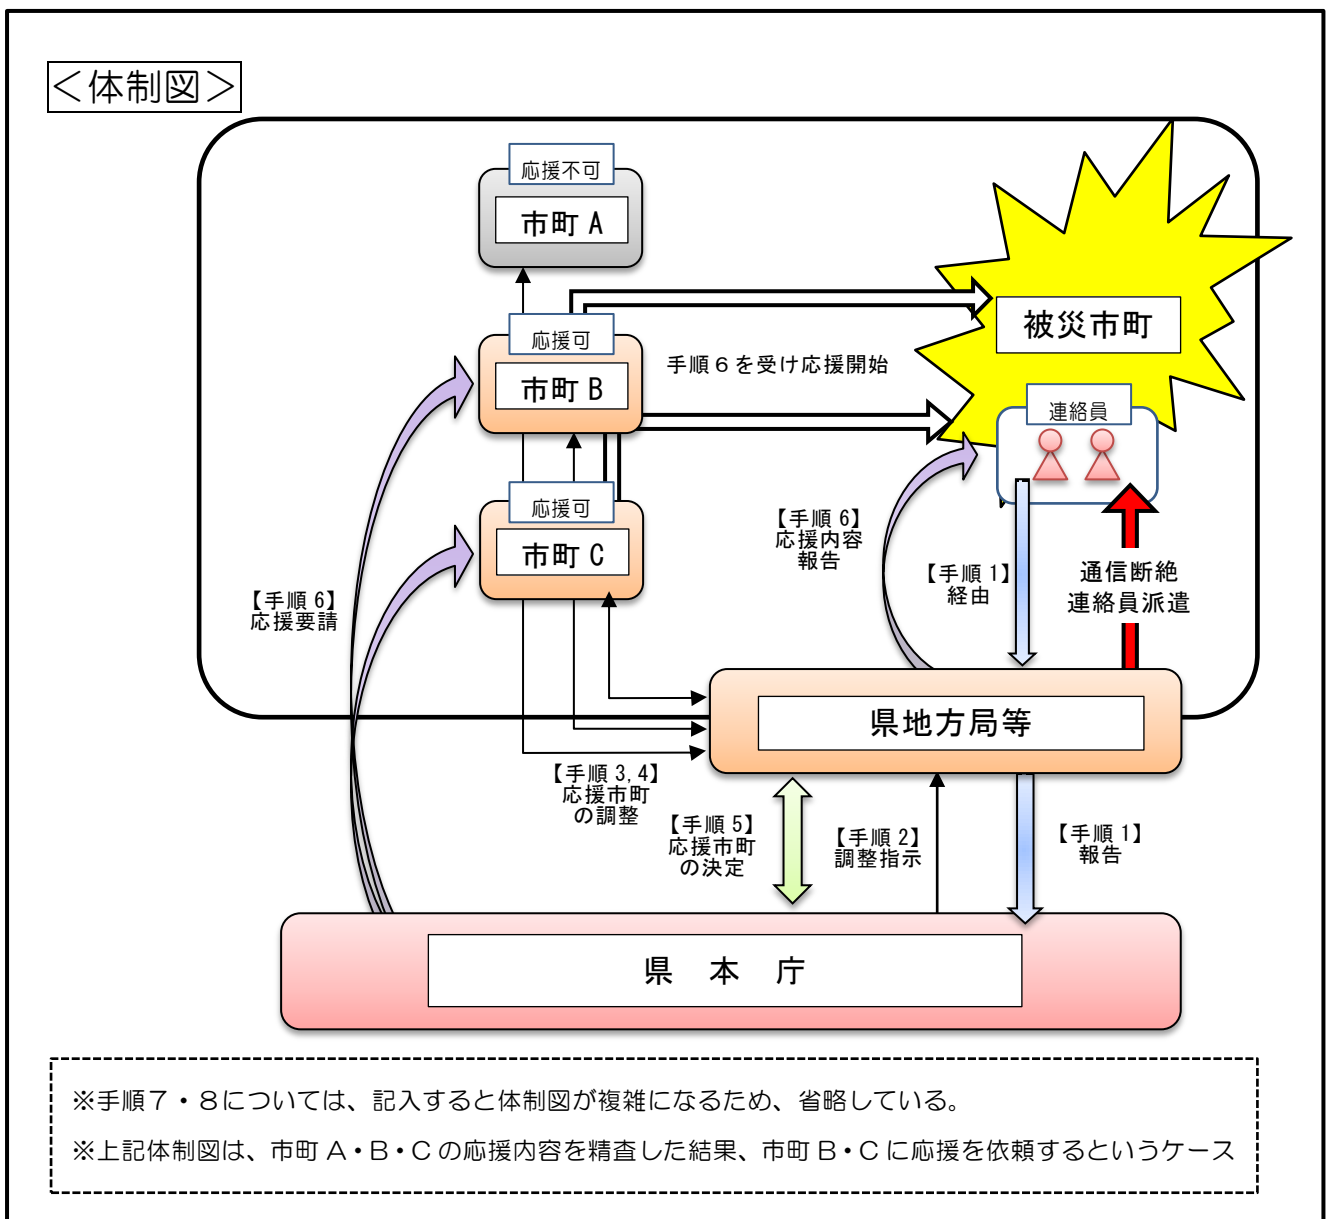 ＜体制図＞
応援不可
市町 A
応援可
市町 B
応援可
市町 C
手順６を受け応援開始
被災市町
連絡員
【手順 6】
応援内容
報告
【手順 1】
経由
通信断絶
連絡員派遣
【手順 6】
応援要請
県地方局等
【手順 3,4】
応援市町
の調整
【手順 5】
応援市町
の決定
【手順 2】
調整指示
【手順 1】
報告
県　本　庁
※手順７・８については、記入すると体制図が複雑になるため、省略している。
※上記体制図は、市町 A・B・C の応援内容を精査した結果、市町 B・C に応援を依頼するというケース